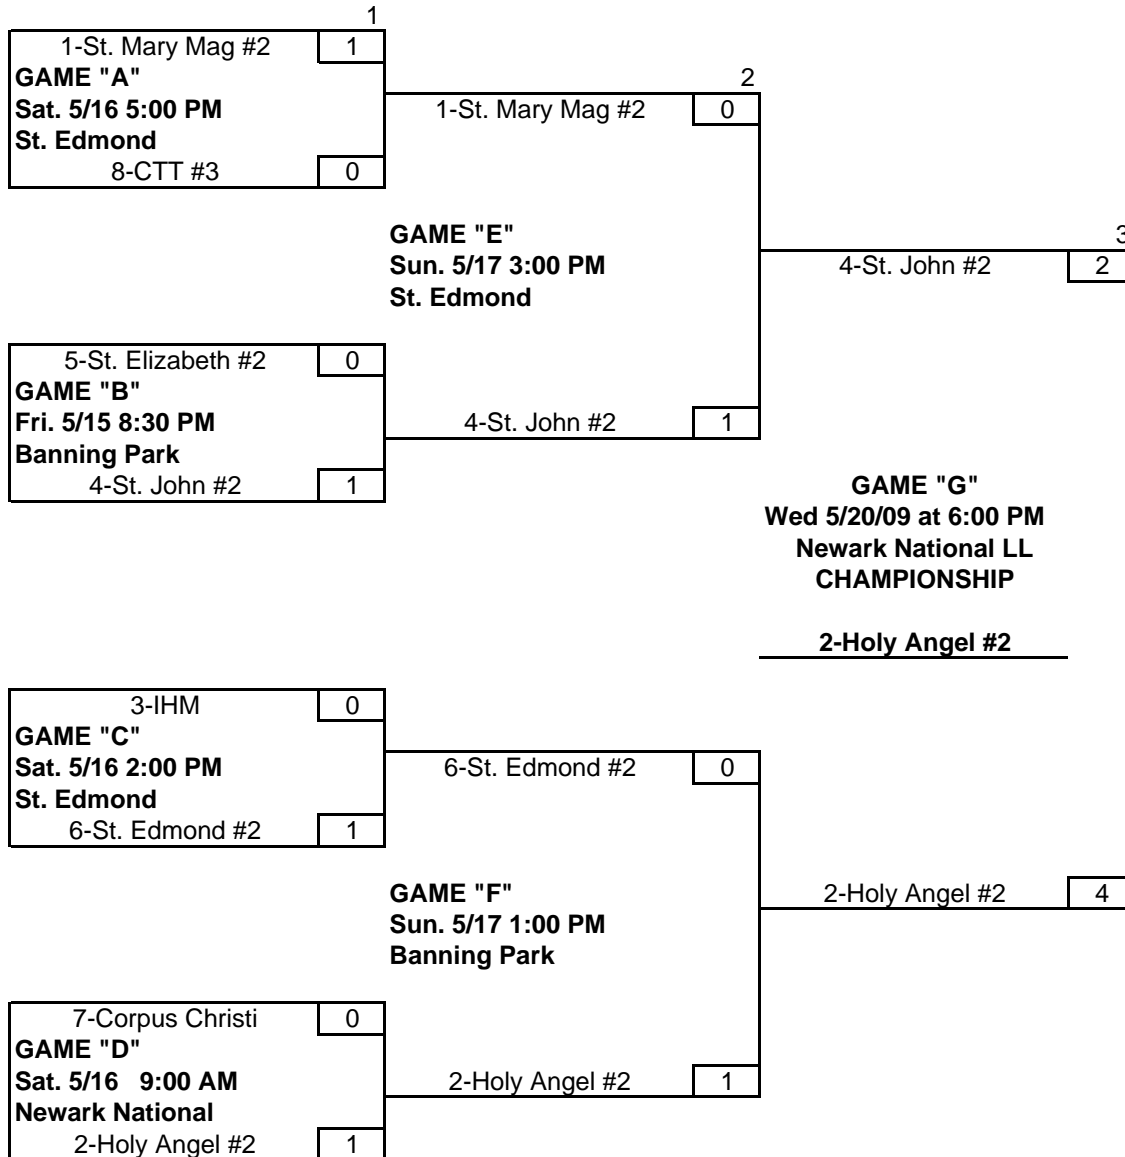 1
1-St. Mary Mag #2 1
GAME "A"
Sat. 5/16 5:00 PM
St. Edmond
8-CTT #3 0
2
1-St. Mary Mag #2 0
GAME "E"
Sun. 5/17 3:00 PM
St. Edmond
3
4-St. John #2 2
5-St. Elizabeth #2 0
GAME "B"
Fri. 5/15 8:30 PM
Banning Park
4-St. John #2 1
4-St. John #2 1
GAME "G"
Wed 5/20/09 at 6:00 PM
Newark National LL
CHAMPIONSHIP
2-Holy Angel #2
3-IHM 0
GAME "C"
Sat. 5/16 2:00 PM
St. Edmond
6-St. Edmond #2 1
6-St. Edmond #2 0
GAME "F"
Sun. 5/17 1:00 PM
Banning Park
2-Holy Angel #2 4
7-Corpus Christi 0
GAME "D"
Sat. 5/16 9:00 AM
Newark National
2-Holy Angel #2 1
2-Holy Angel #2 1